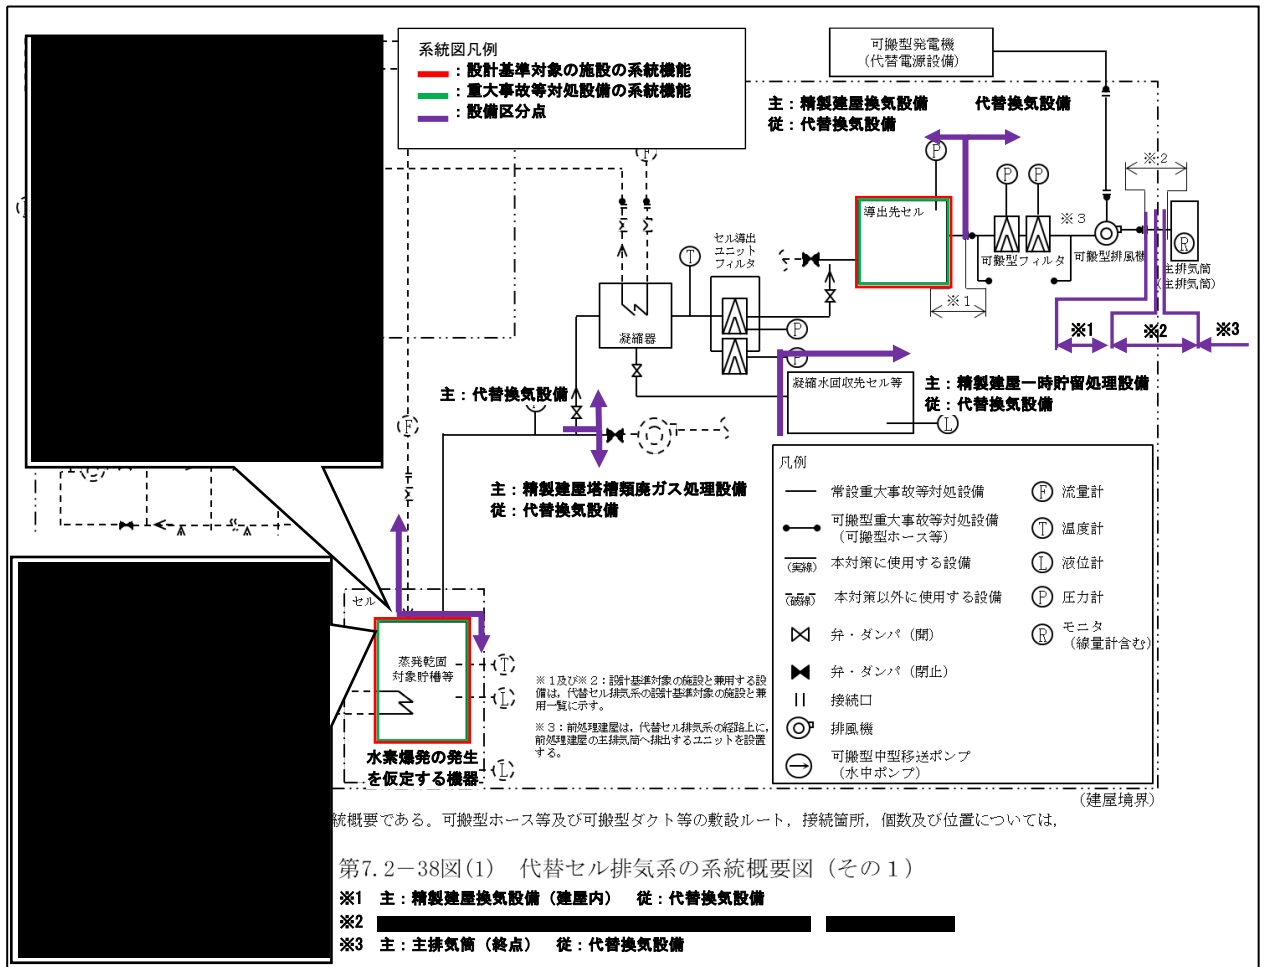 系統図凡例
：設計基準対象の施設の系統機能
：重大事故等対処設備の系統機能
：設備区分点
可搬型発電機
（代替電源設備）
主：精製建屋換気設備
従：代替換気設備
代替換気設備
P
※2
F
P
P
導出先セル
※3
R
可搬型フィルタ
可搬型排風機
主排気筒
（主排気筒）
セル導出
ユニット
フィルタ
T
※1
凝縮器
P
P
※1
※2
※3
凝縮水回収先セル等
L
主：精製建屋一時貯留処理設備
従：代替換気設備
主：代替換気設備
F
主：精製建屋塔槽類廃ガス処理設備
従：代替換気設備
凡例
常設重大事故等対処設備
可搬型重大事故等対処設備
（可搬型ホース等）
(実線)
本対策に使用する設備
(破線)
本対策以外に使用する設備
弁・ダンパ（開）
弁・ダンパ（閉止）
接続口
排風機
可搬型中型移送ポンプ
（水中ポンプ）
F 流量計
T 温度計
L 液位計
P 圧力計
R モニタ
（線量計含む）
セル
蒸発乾固
対象貯槽等
T
L
L
水素爆発の発生
を仮定する機器
※１及び※２：設計基準対象の施設と兼用する設
備は，代替セル排気系の設計基準対象の施設と兼
用一覧に示す。
※３：前処理建屋は，代替セル排気系の経路上に，
前処理建屋の主排気筒へ排出するユニットを設置
する。
（建屋境界）
統概要である。可搬型ホース等及び可搬型ダクト等の敷設ルート，接続箇所，個数及び位置については，
第7.2－38図(1)　代替セル排気系の系統概要図（その１）
※1　主：精製建屋換気設備（建屋内）　従：代替換気設備
※2
※3　主：主排気筒（終点）　従：代替換気設備